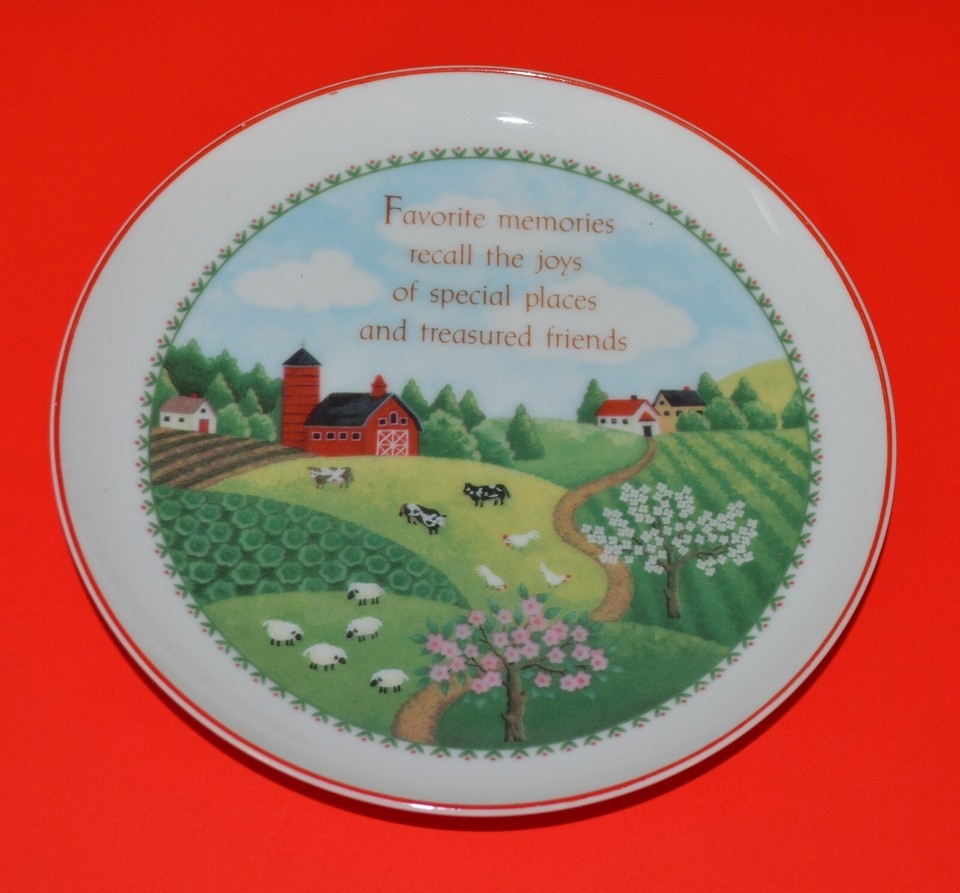 Favorite memories
recall the joys
of special places
and treasured friends